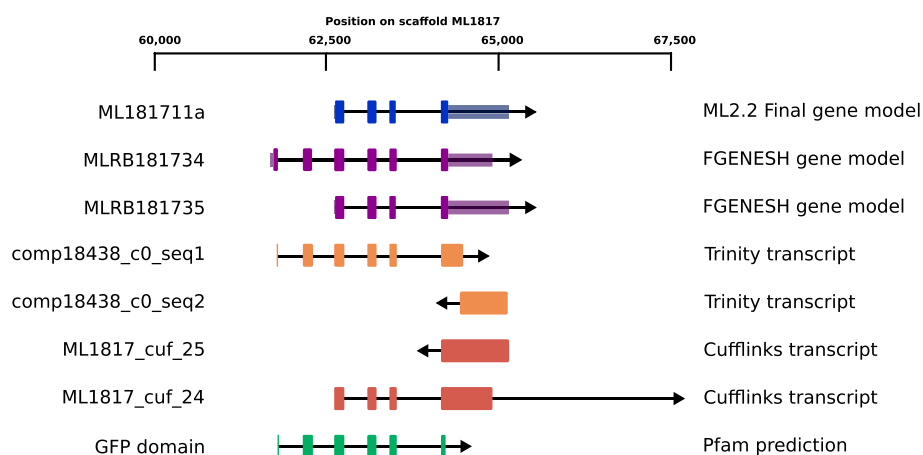 Position on scaffold ML1817
60,000 62,500 65,000 67,500
ML181711a ML2.2 Final gene model
MLRB181734 FGENESH gene model
MLRB181735 FGENESH gene model
comp18438_c0_seq1 Trinity transcript
comp18438_c0_seq2 Trinity transcript
ML1817_cuf_25 Cufflinks transcript
ML1817_cuf_24 Cufflinks transcript
GFP domain Pfam prediction